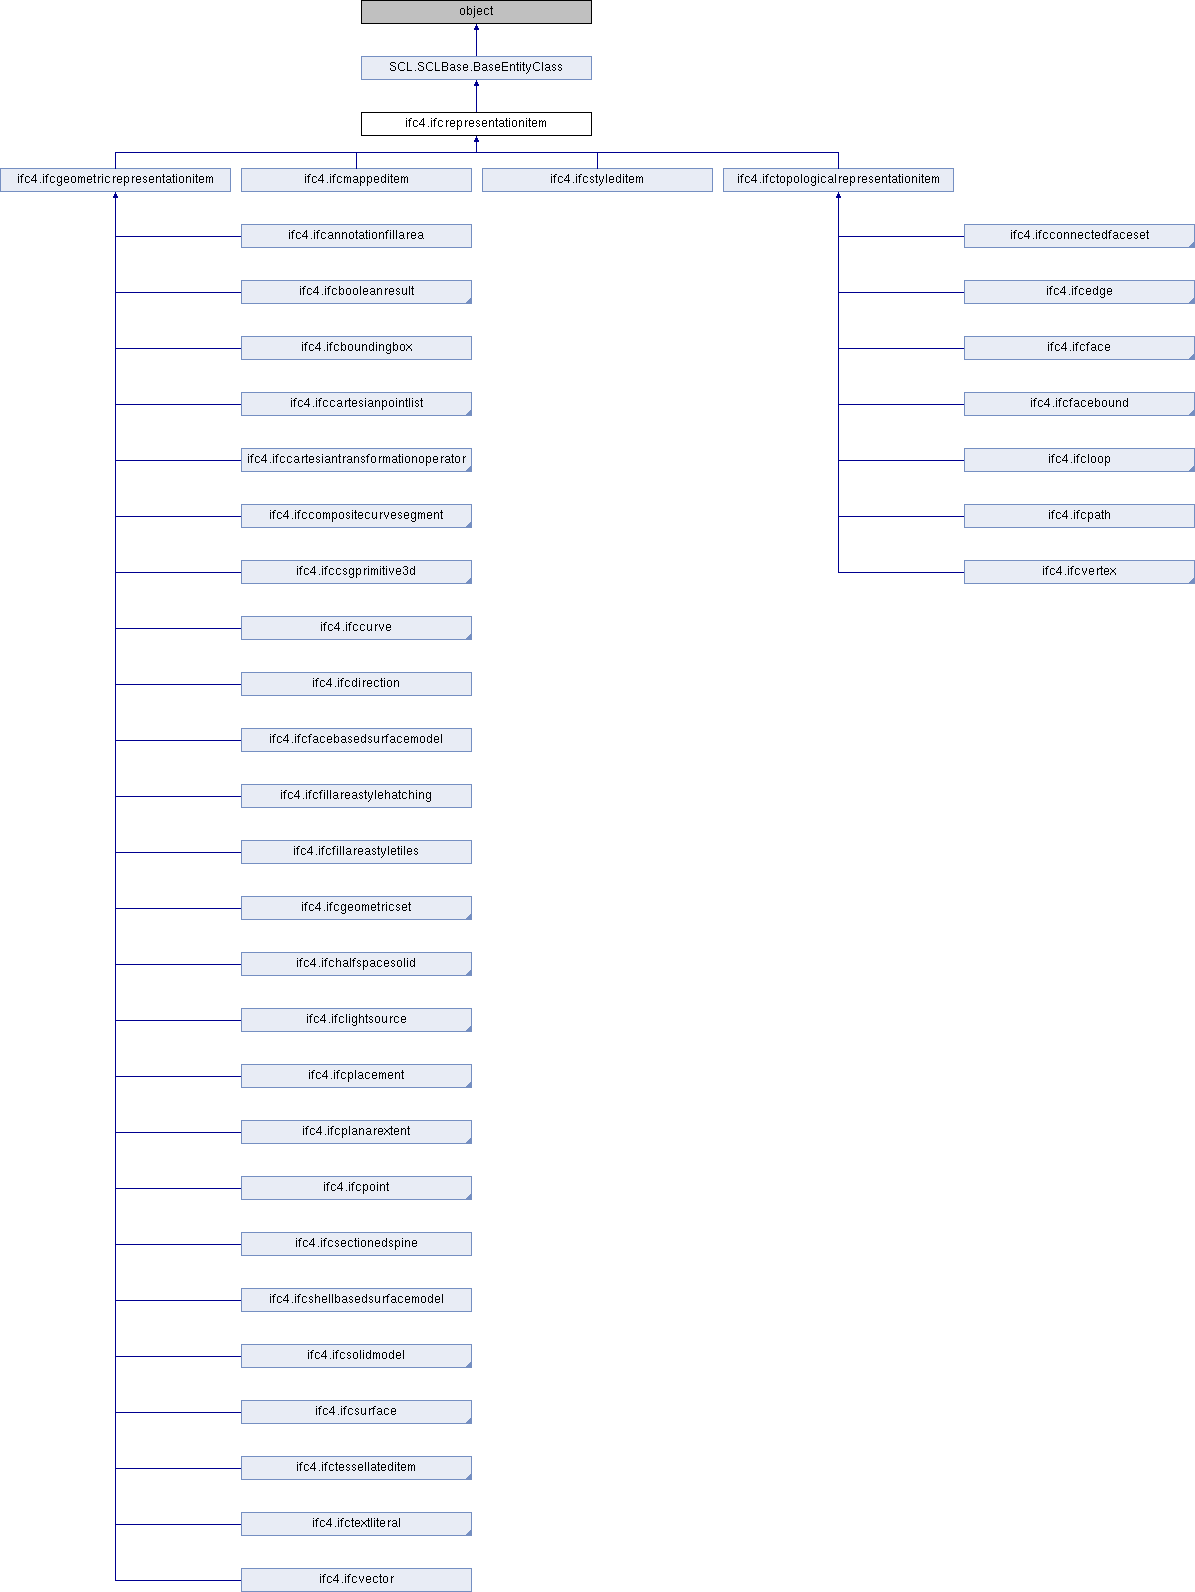 object
SCL.SCLBase.BaseEntityClass
ifc4.ifcrepresentationitem
ifc4.ifcgeometricrepresentationitem
ifc4.ifcmappeditem
ifc4.ifcstyleditem
ifc4.ifctopologicalrepresentationitem
ifc4.ifcannotationfillarea
ifc4.ifcconnectedfaceset
ifc4.ifcbooleanresult
ifc4.ifcedge
ifc4.ifcboundingbox
ifc4.ifcface
ifc4.ifccartesianpointlist
ifc4.ifcfacebound
ifc4.ifccartesiantransformationoperator
ifc4.ifcloop
ifc4.ifccompositecurvesegment
ifc4.ifcpath
ifc4.ifccsgprimitive3d
ifc4.ifcvertex
ifc4.ifccurve
ifc4.ifcdirection
ifc4.ifcfacebasedsurfacemodel
ifc4.ifcfillareastylehatching
ifc4.ifcfillareastyletiles
ifc4.ifcgeometricset
ifc4.ifchalfspacesolid
ifc4.ifclightsource
ifc4.ifcplacement
ifc4.ifcplanarextent
ifc4.ifcpoint
ifc4.ifcsectionedspine
ifc4.ifcshellbasedsurfacemodel
ifc4.ifcsolidmodel
ifc4.ifcsurface
ifc4.ifctessellateditem
ifc4.ifctextliteral
ifc4.ifcvector